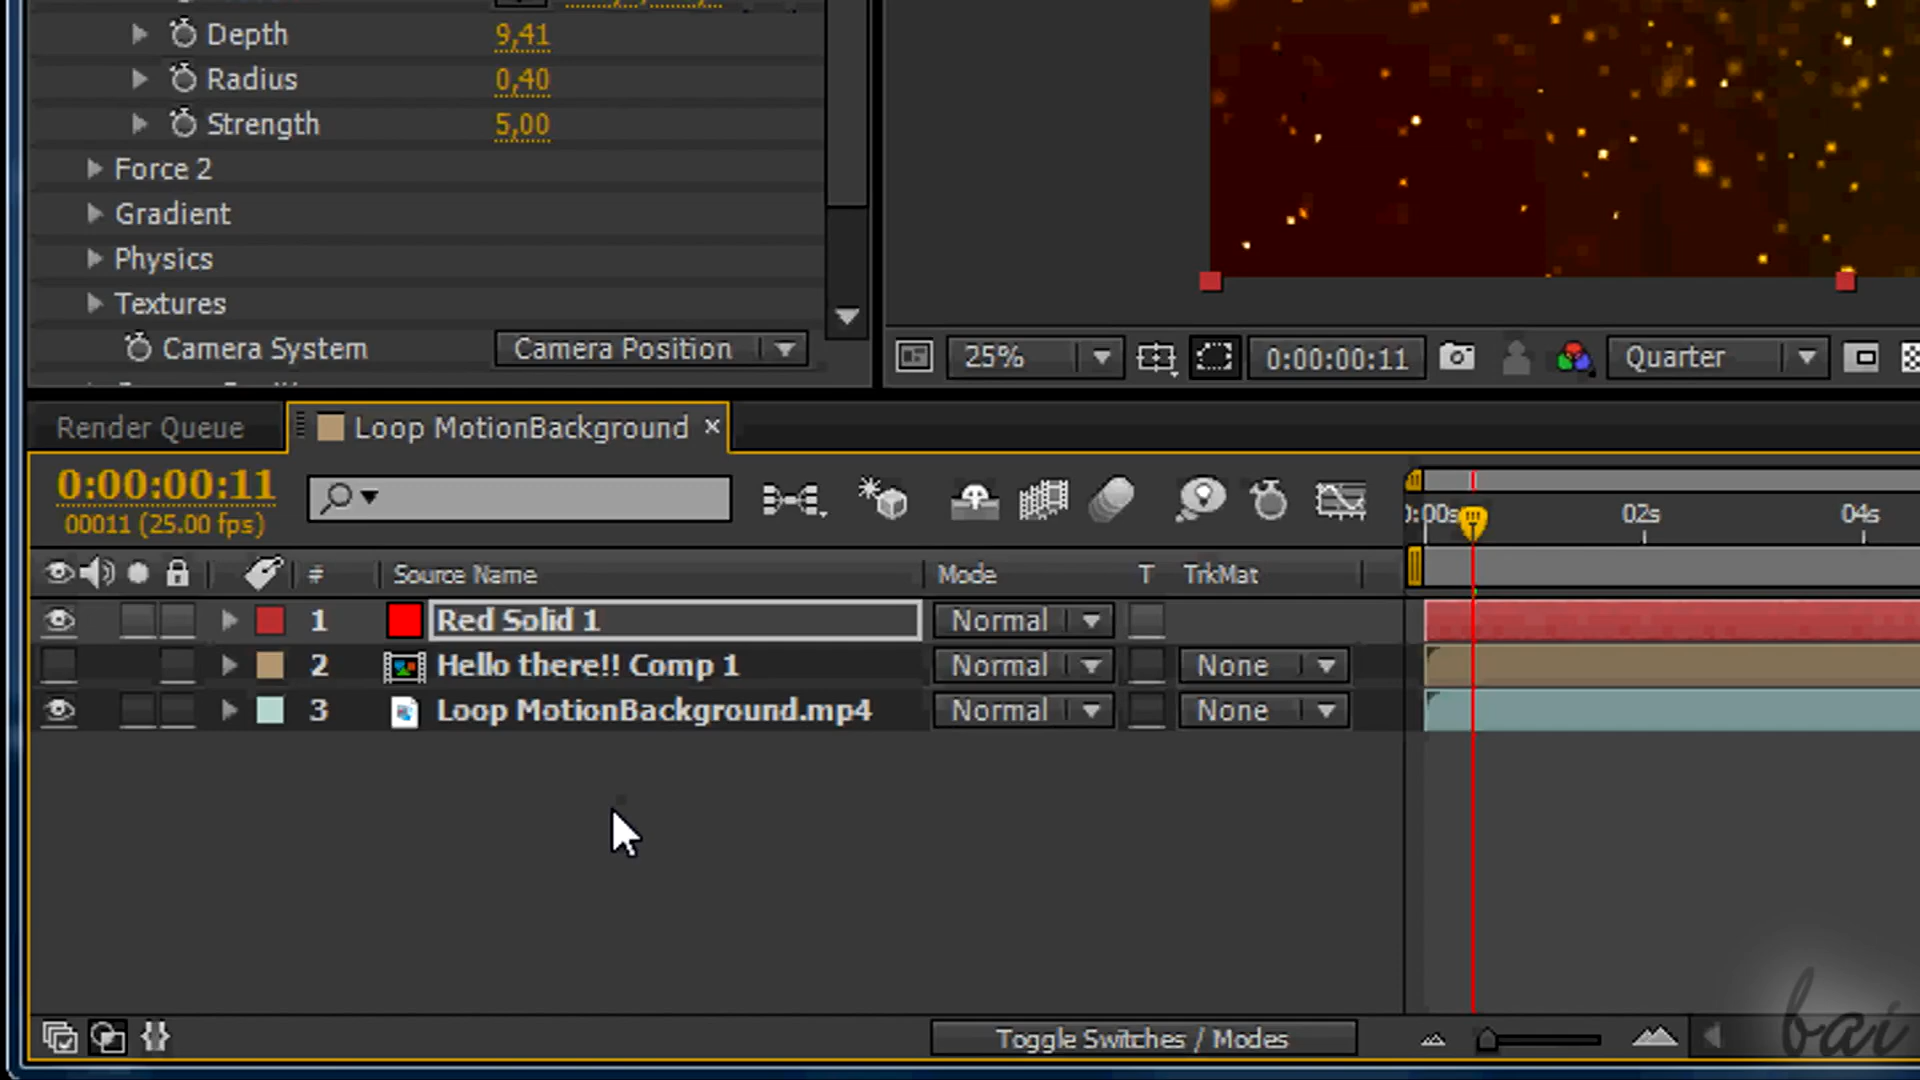 Depth 9,41
Radius 0,40
Strength 5,00
Force 2
Gradient
Physics
Textures
Camera System Camera Position
25% 0:00:00:11 Quarter
Render Queue Loop MotionBackground ×
0:00:00:11
00011 (25.00 fps)
0:00s 02s 04s
# Source Name Mode T TrkMat
1 Red Solid 1 Normal
2 Hello there!! Comp 1 Normal None
3 Loop MotionBackground.mp4 Normal None
Toggle Switches / Modes
bai